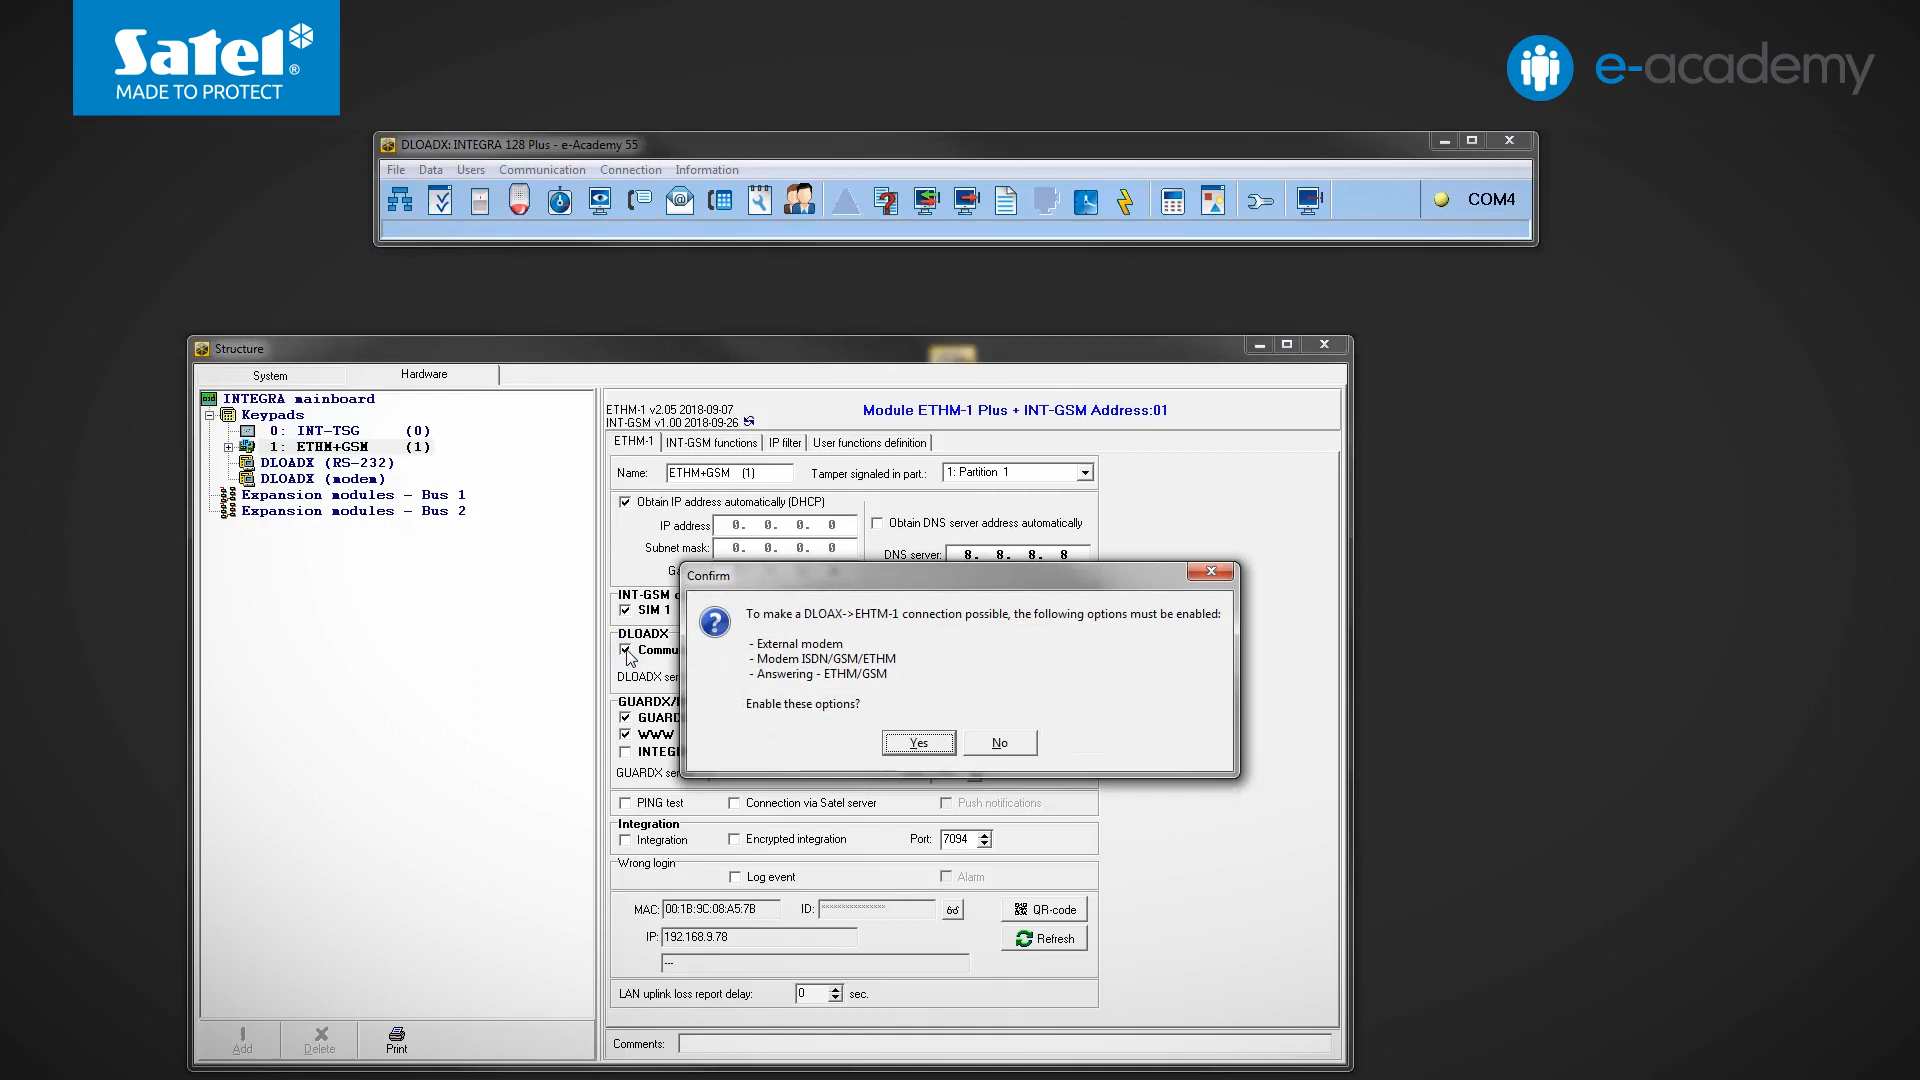 Satel®
MADE TO PROTECT
e-academy
DLOADX: INTEGRA 128 Plus - e-Academy 55
File Data Users Communication Connection Information
COM4
Structure
System Hardware
INTEGRA mainboard
Keypads
0: INT-TSG (0)
1: ETHM+GSM (1)
DLOADX (RS-232)
DLOADX (modem)
Expansion modules - Bus 1
Expansion modules - Bus 2
ETHM-1 v2.05 2018-09-07
INT-GSM v1.00 2018-09-26
Module ETHM-1 Plus + INT-GSM Address:01
ETHM-1 INT-GSM functions IP filter User functions definition
Name: ETHM+GSM (1) Tamper signaled in part.: 1: Partition 1
Obtain IP address automatically (DHCP)
IP address 0. 0. 0. 0 Obtain DNS server address automatically
Subnet mask: 0. 0. 0. 0 DNS server: 8. 8. 8. 8
Ga
INT-GSM
SIM 1
DLOADX
Commu
DLOADX ser
GUARDX/
GUARD
WWW
INTEG
GUARDX ser
Confirm
To make a DLOAX->EHTM-1 connection possible, the following options must be enabled:
- External modem
- Modem ISDN/GSM/ETHM
- Answering - ETHM/GSM
Enable these options?
Yes No
PING test Connection via Satel server Push notifications
Integration
Integration Encrypted integration Port: 7094
Wrong login
Log event Alarm
MAC: 00:1B:9C:08:A5:7B ID: **************** QR-code
IP: 192.168.9.78 Refresh
---
LAN uplink loss report delay: 0 sec.
Add Delete Print
Comments: